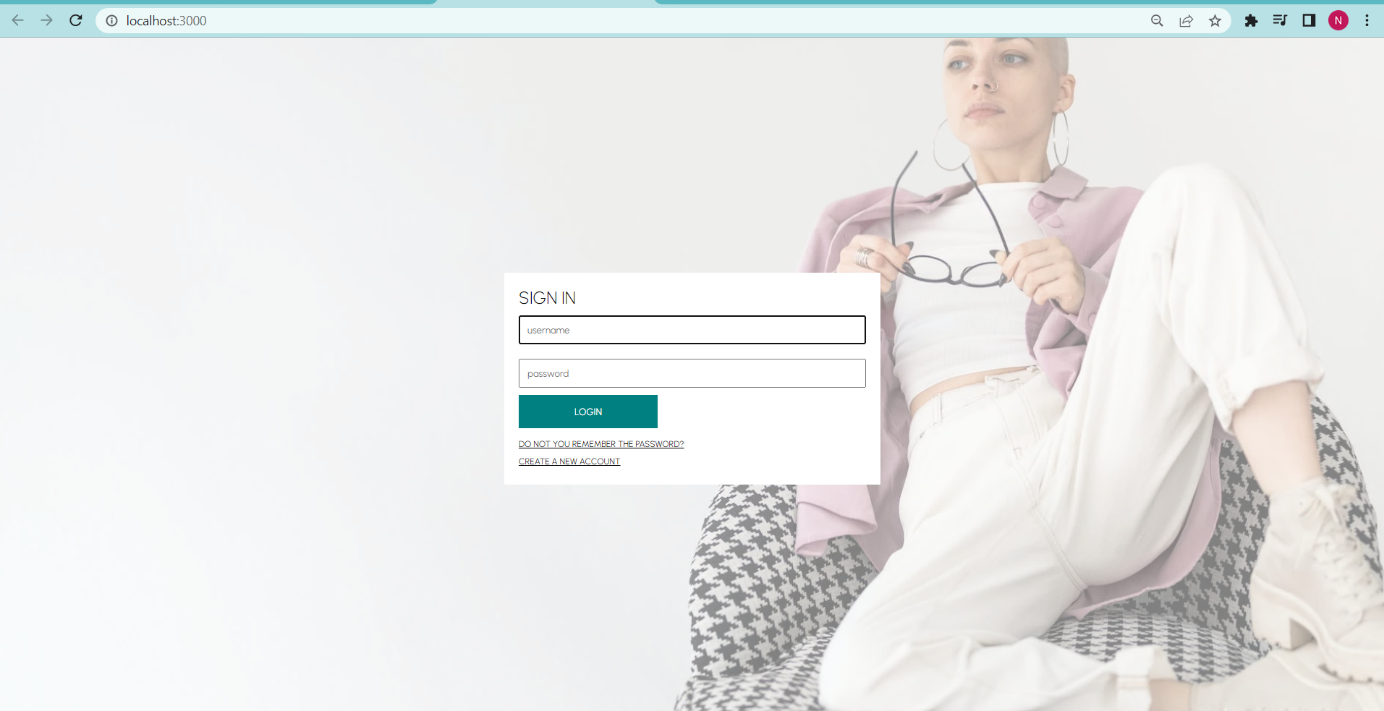 localhost:3000
N
SIGN IN
username
password
LOGIN
DO NOT YOU REMEMBER THE PASSWORD?
CREATE A NEW ACCOUNT